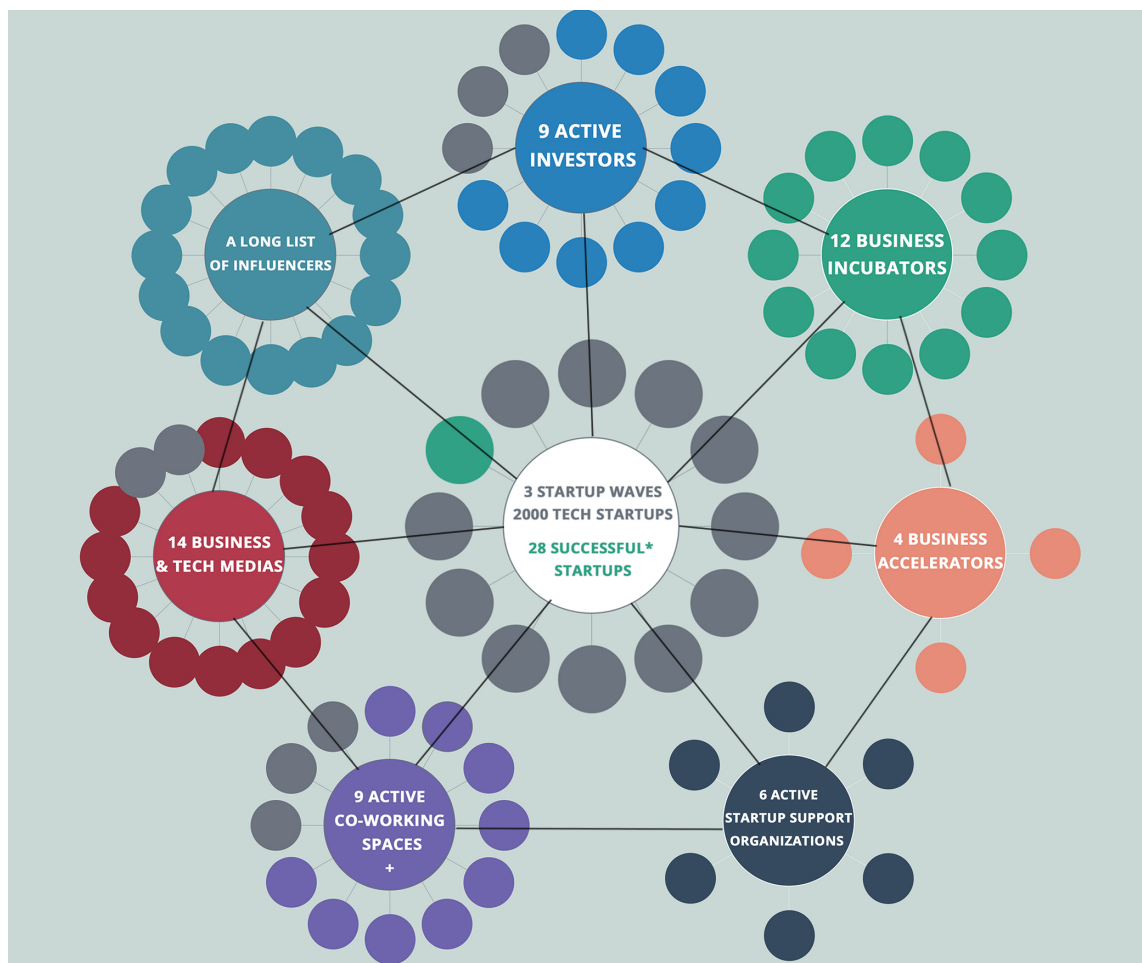 9 ACTIVE
INVESTORS
A LONG LIST
OF INFLUENCERS
12 BUSINESS
INCUBATORS
3 STARTUP WAVES
2000 TECH STARTUPS
28 SUCCESSFUL*
STARTUPS
14 BUSINESS
& TECH MEDIAS
4 BUSINESS
ACCELERATORS
9 ACTIVE
CO-WORKING
SPACES
+
6 ACTIVE
STARTUP SUPPORT
ORGANIZATIONS